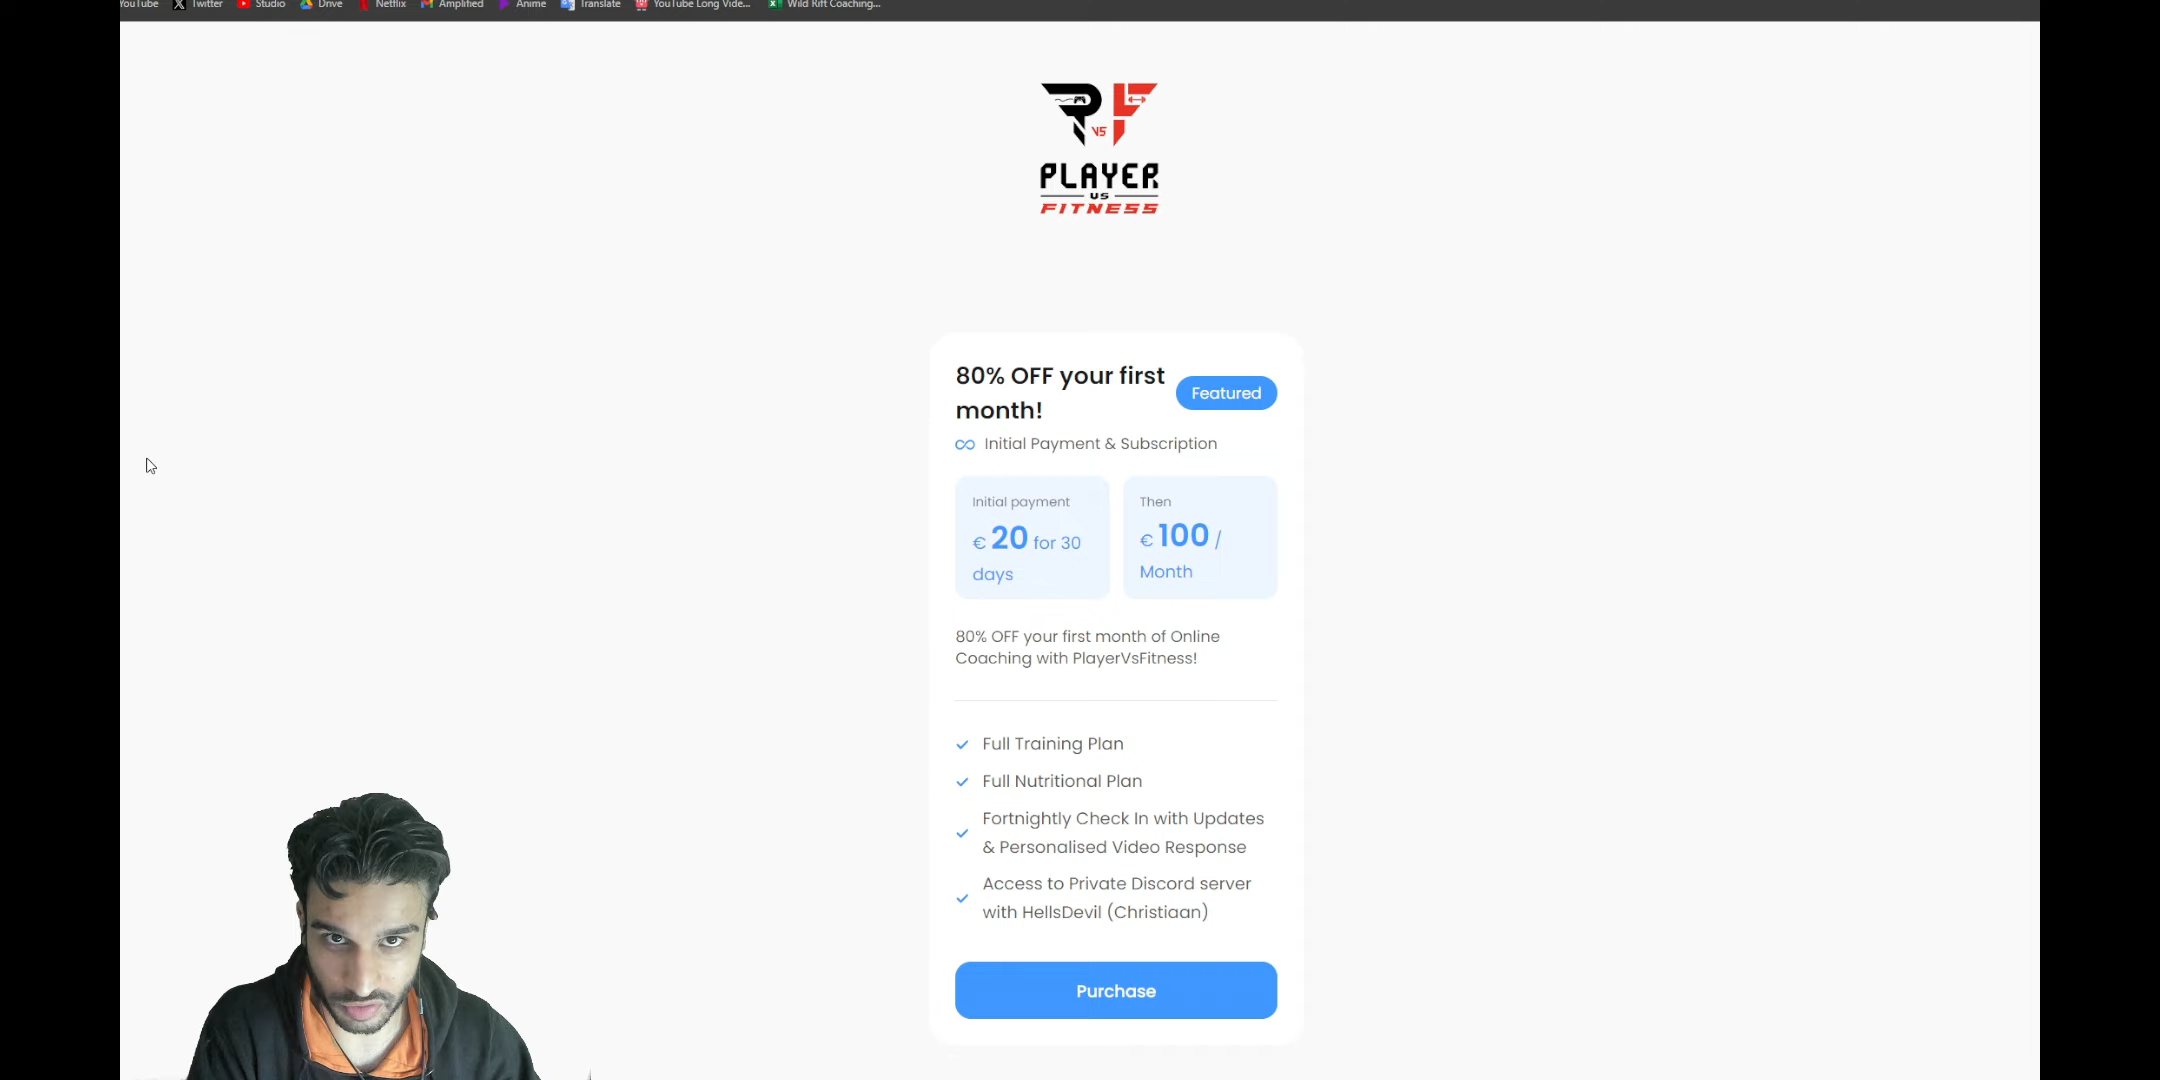 YouTube Twitter Studio Drive Netflix Amplified Anime Translate YouTube Long Vide... Wild Rift Coaching...
P VS F
PLAYER
VS
FITNESS
80% OFF your first
month!
Featured
Initial Payment & Subscription
Initial payment
€ 20 for 30
days
Then
€ 100 /
Month
80% OFF your first month of Online
Coaching with PlayerVsFitness!
Full Training Plan
Full Nutritional Plan
Fortnightly Check In with Updates
& Personalised Video Response
Access to Private Discord server
with HellsDevil (Christiaan)
Purchase